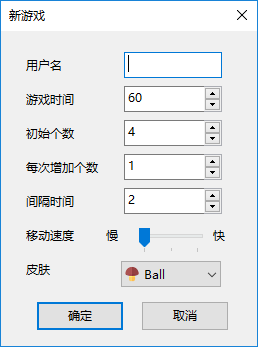 新游戏
用户名
游戏时间 60
初始个数 4
每次增加个数 1
间隔时间 2
移动速度 慢 快
皮肤 Ball
确定 取消